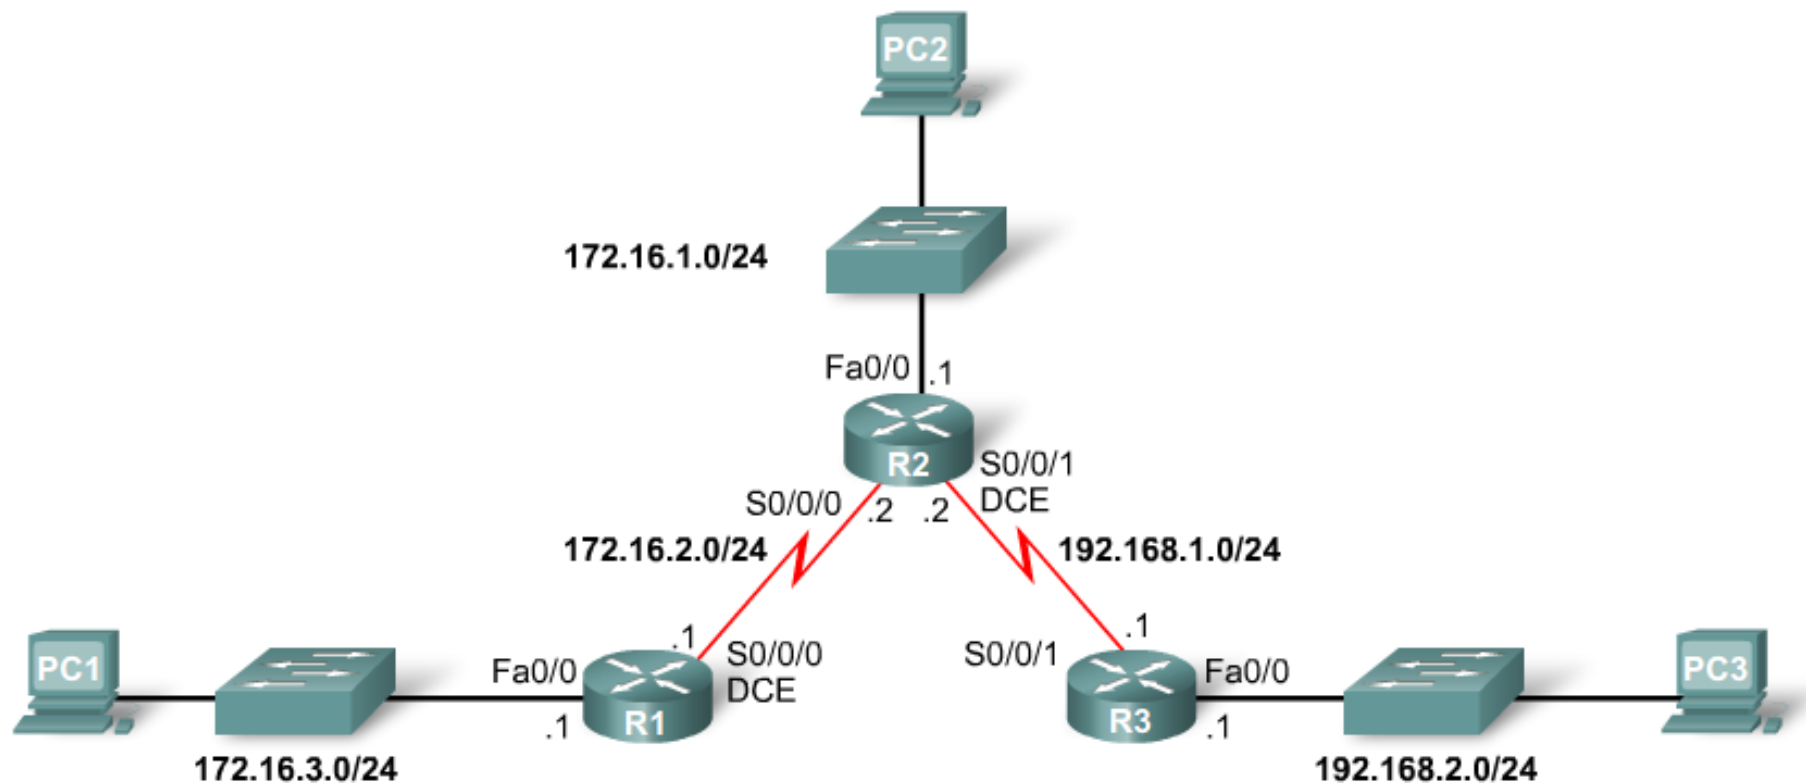 PC2
172.16.1.0/24
Fa0/0
.1
R2
S0/0/1
DCE
S0/0/0
.2
.2
172.16.2.0/24
192.168.1.0/24
.1
S0/0/0
DCE
.1
S0/0/1
PC1
Fa0/0
.1
R1
172.16.3.0/24
R3
Fa0/0
.1
PC3
192.168.2.0/24